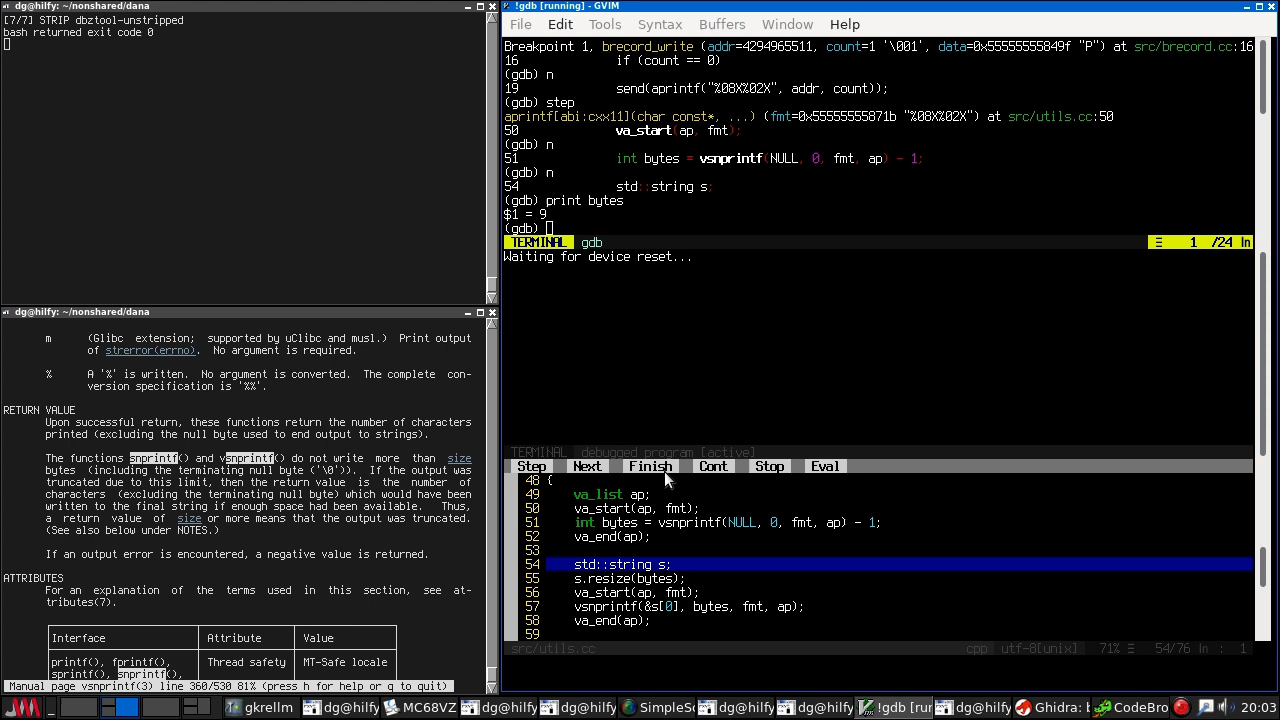 dg@hilfy: ~/nonshared/dana
[7/7] STRIP dbztool-unstripped
bash returned exit code 0
dg@hilfy: ~/nonshared/dana
m (Glibc extension; supported by uClibc and musl.) Print output
of strerror(errno). No argument is required.
% A '%' is written. No argument is converted. The complete con-
version specification is '%%'.
RETURN VALUE
Upon successful return, these functions return the number of characters
printed (excluding the null byte used to end output to strings).
The functions snprintf() and vsnprintf() do not write more than size
bytes (including the terminating null byte ('\0')). If the output was
truncated due to this limit, then the return value is the number of
characters (excluding the terminating null byte) which would have been
written to the final string if enough space had been available. Thus,
a return value of size or more means that the output was truncated.
(See also below under NOTES.)
If an output error is encountered, a negative value is returned.
ATTRIBUTES
For an explanation of the terms used in this section, see at-
tributes(7).
Interface Attribute Value
printf(), fprintf(), Thread safety MT-Safe locale
sprintf(), snprintf(),
Manual page vsnprintf(3) line 360/530 81% (press h for help or q to quit)
!gdb [running] - GVIM
File Edit Tools Syntax Buffers Window Help
Breakpoint 1, brecord_write (addr=4294965511, count=1 '\001', data=0x55555555849f "P") at src/brecord.cc:16
16 if (count == 0)
(gdb) n
19 send(aprintf("%08X%02X", addr, count));
(gdb) step
aprintf[abi:cxx11](char const*, ...) (fmt=0x55555555871b "%08X%02X") at src/utils.cc:50
50 va_start(ap, fmt);
(gdb) n
51 int bytes = vsnprintf(NULL, 0, fmt, ap) - 1;
(gdb) n
54 std::string s;
(gdb) print bytes
$1 = 9
(gdb)
TERMINAL gdb ☰ 1 /24 ln
Waiting for device reset...
TERMINAL debugged program [active]
Step Next Finish Cont Stop Eval
48 {
49 va_list ap;
50 va_start(ap, fmt);
51 int bytes = vsnprintf(NULL, 0, fmt, ap) - 1;
52 va_end(ap);
53
54 std::string s;
55 s.resize(bytes);
56 va_start(ap, fmt);
57 vsnprintf(&s[0], bytes, fmt, ap);
58 va_end(ap);
59
src/utils.cc cpp utf-8[unix] 71% ☰ 54/76 ln : 1
gkrellm dg@hilfy MC68VZ dg@hilfy dg@hilfy SimpleSc dg@hilfy dg@hilfy !gdb [run dg@hilfy Ghidra: b CodeBro 20:03